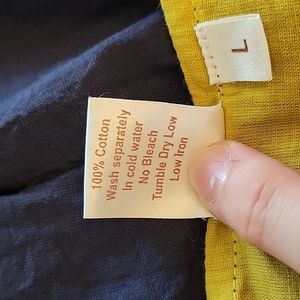 100% Cotton
Wash separately
In cold water
No Bleach
Tumble Dry Low
Low Iron
L